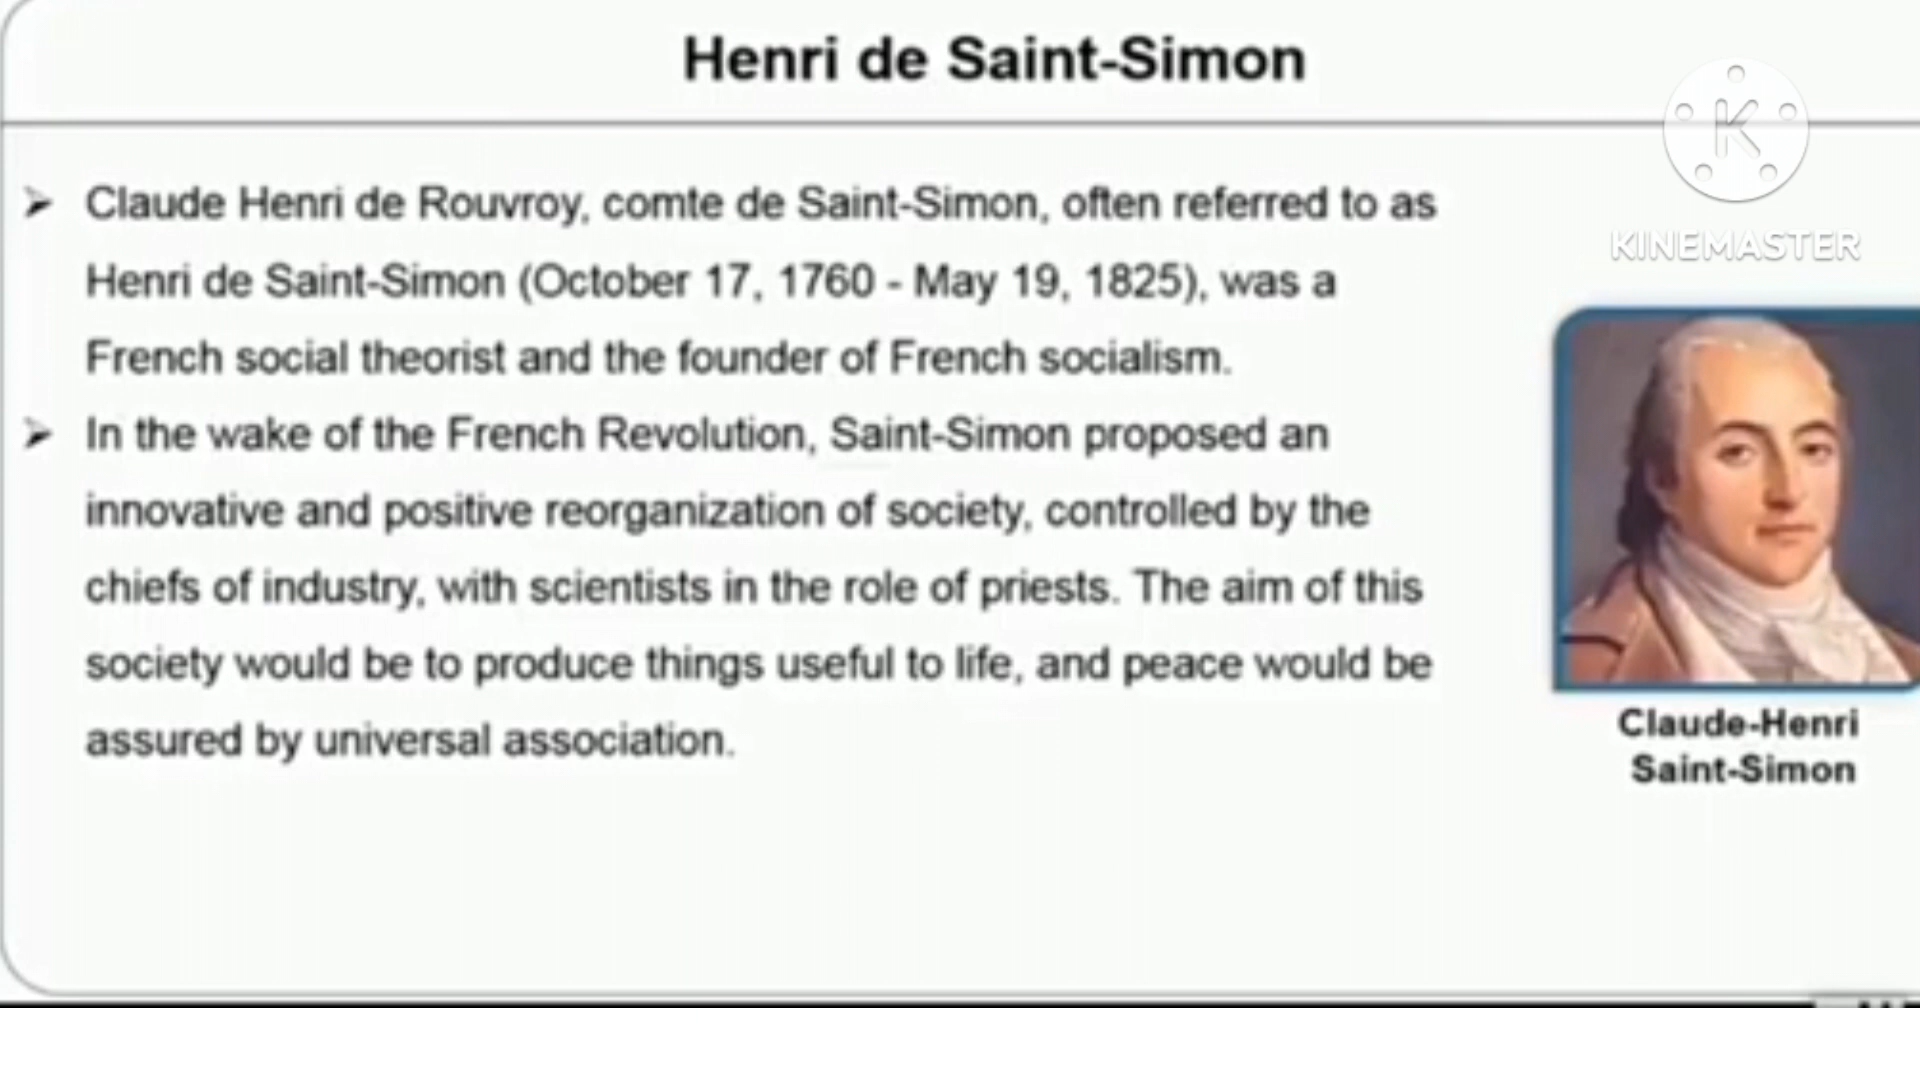 Henri de Saint-Simon
K
KINEMASTER
Claude Henri de Rouvroy, comte de Saint-Simon, often referred to as
Henri de Saint-Simon (October 17, 1760 - May 19, 1825), was a
French social theorist and the founder of French socialism.
In the wake of the French Revolution, Saint-Simon proposed an
innovative and positive reorganization of society, controlled by the
chiefs of industry, with scientists in the role of priests. The aim of this
society would be to produce things useful to life, and peace would be
assured by universal association.
Claude-Henri
Saint-Simon